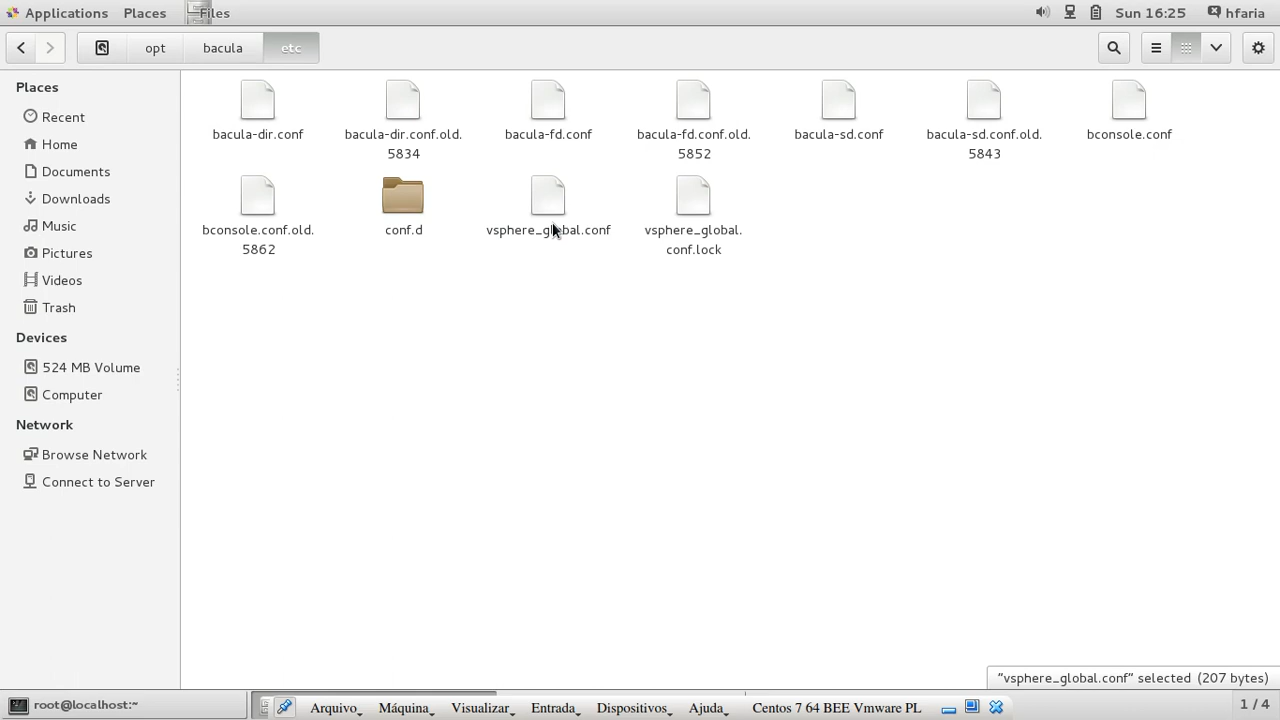 Applications Places Files Sun 16:25 hfaria
opt bacula etc
Places
Recent
Home
Documents
Downloads
Music
Pictures
Videos
Trash
Devices
524 MB Volume
Computer
Network
Browse Network
Connect to Server
bacula-dir.conf
bacula-dir.conf.old.
5834
bacula-fd.conf
bacula-fd.conf.old.
5852
bacula-sd.conf
bacula-sd.conf.old.
5843
bconsole.conf
bconsole.conf.old.
5862
conf.d
vsphere_global.conf
vsphere_global.
conf.lock
"vsphere_global.conf" selected (207 bytes)
root@localhost:~
Arquivo Máquina Visualizar Entrada Dispositivos Ajuda Centos 7 64 BEE Vmware PL
1 / 4